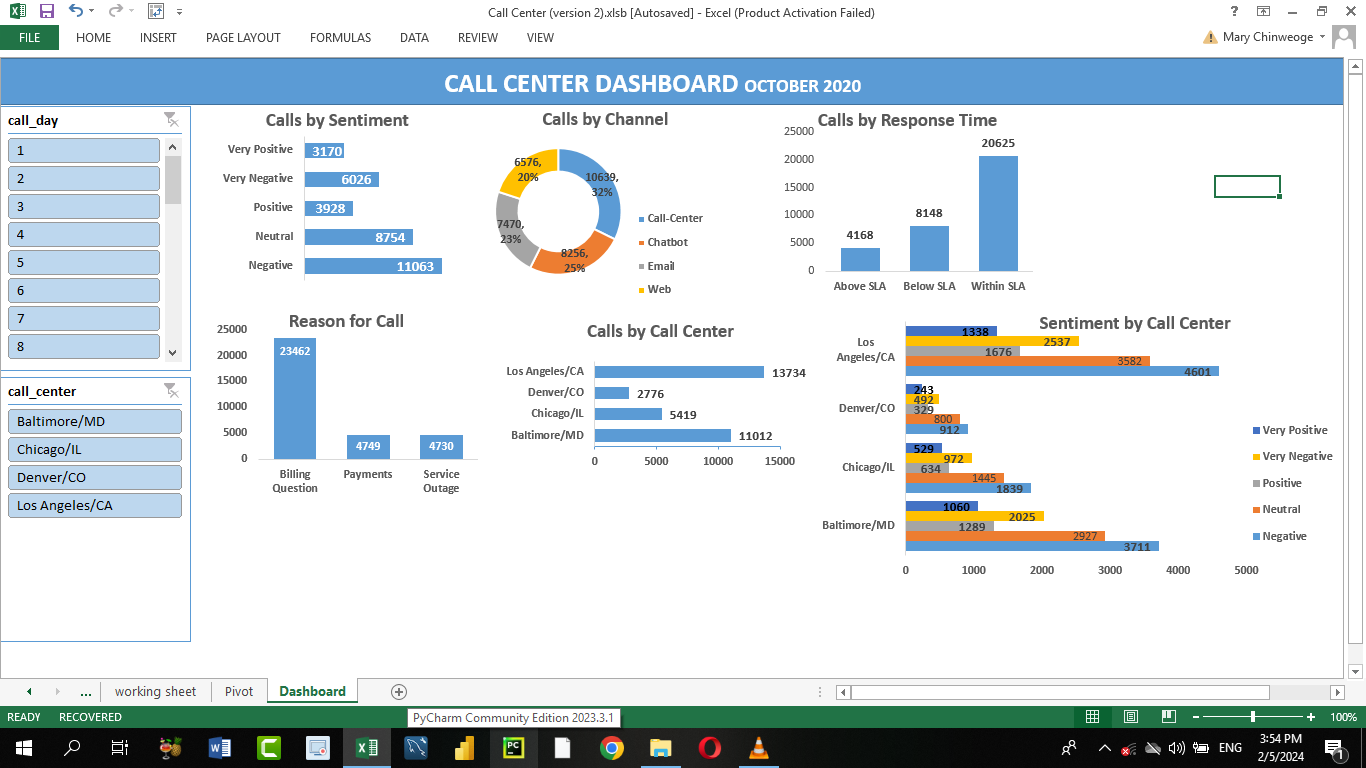 Call Center (version 2).xlsb [Autosaved] - Excel (Product Activation Failed)
FILE HOME INSERT PAGE LAYOUT FORMULAS DATA REVIEW VIEW
Mary Chinweoge
CALL CENTER DASHBOARD OCTOBER 2020
call_day
1
2
3
4
5
6
7
8
call_center
Baltimore/MD
Chicago/IL
Denver/CO
Los Angeles/CA
Calls by Sentiment
Very Positive 3170
Very Negative 6026
Positive 3928
Neutral 8754
Negative 11063
Calls by Channel
6576,
20%
10639,
32%
7470,
23%
8256,
25%
Call-Center
Chatbot
Email
Web
Calls by Response Time
25000
20000
15000
10000
5000
0
4168
8148
20625
Above SLA Below SLA Within SLA
Reason for Call
25000
20000
15000
10000
5000
0
23462
4749
4730
Billing
Question
Payments
Service
Outage
Calls by Call Center
Los Angeles/CA 13734
Denver/CO 2776
Chicago/IL 5419
Baltimore/MD 11012
0 5000 10000 15000
Sentiment by Call Center
Los
Angeles/CA
1338
2537
1676
3582
4601
Denver/CO
243
492
329
800
912
Chicago/IL
529
972
634
1445
1839
Baltimore/MD
1060
2025
1289
2927
3711
0 1000 2000 3000 4000 5000
Very Positive
Very Negative
Positive
Neutral
Negative
... working sheet Pivot Dashboard
READY RECOVERED
100%
PyCharm Community Edition 2023.3.1
ENG
3:54 PM
2/5/2024
1